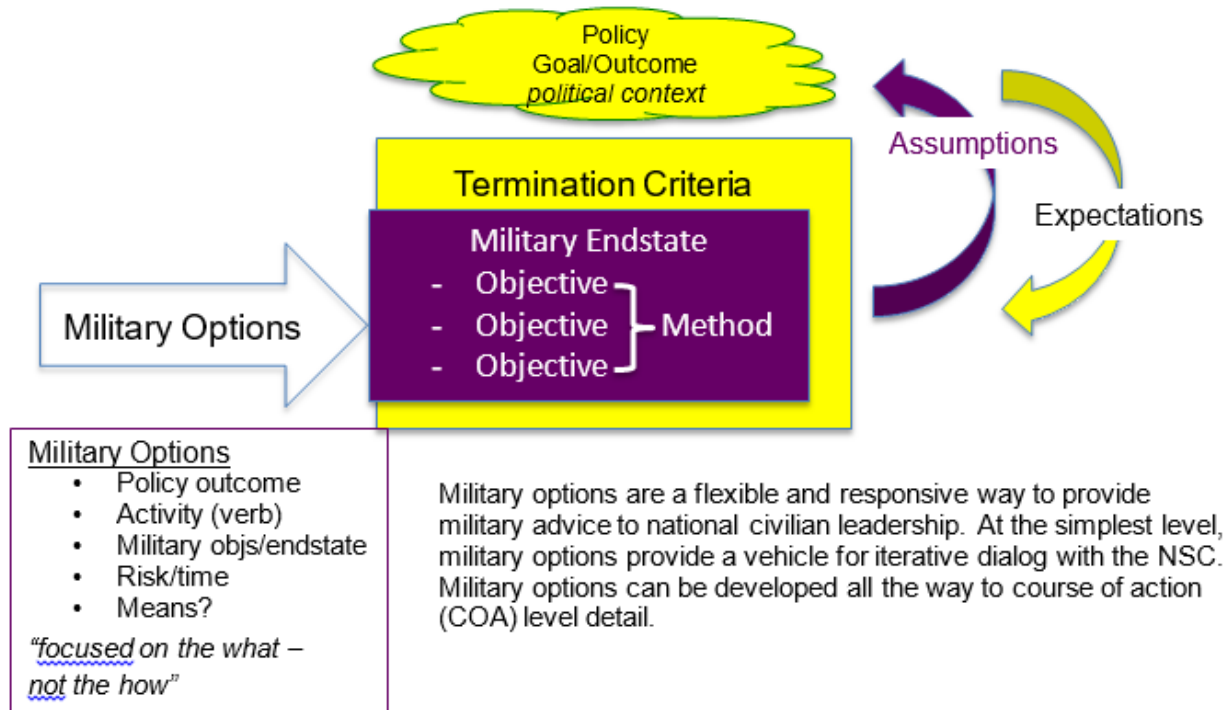 Policy
Goal/Outcome
political context
Assumptions
Expectations
Termination Criteria
Military Endstate
- Objective
- Objective
- Objective
Method
Military Options
Military Options
• Policy outcome
• Activity (verb)
• Military objs/endstate
• Risk/time
• Means?
“focused on the what –
not the how”
Military options are a flexible and responsive way to provide
military advice to national civilian leadership. At the simplest level,
military options provide a vehicle for iterative dialog with the NSC.
Military options can be developed all the way to course of action
(COA) level detail.